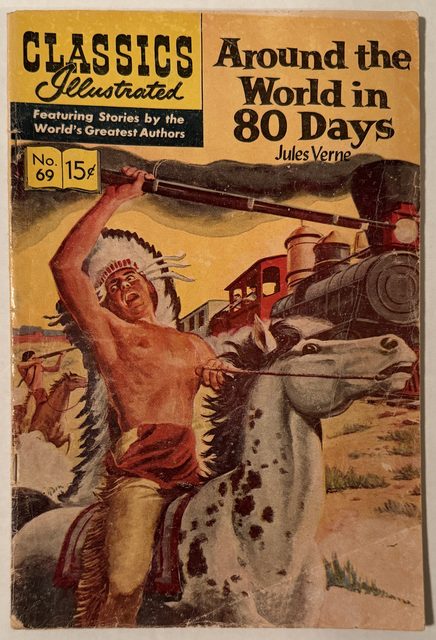 CLASSICS
Illustrated
Featuring Stories by the
World's Greatest Authors
Around the
World in
80 Days
Jules Verne
No.
69
15¢